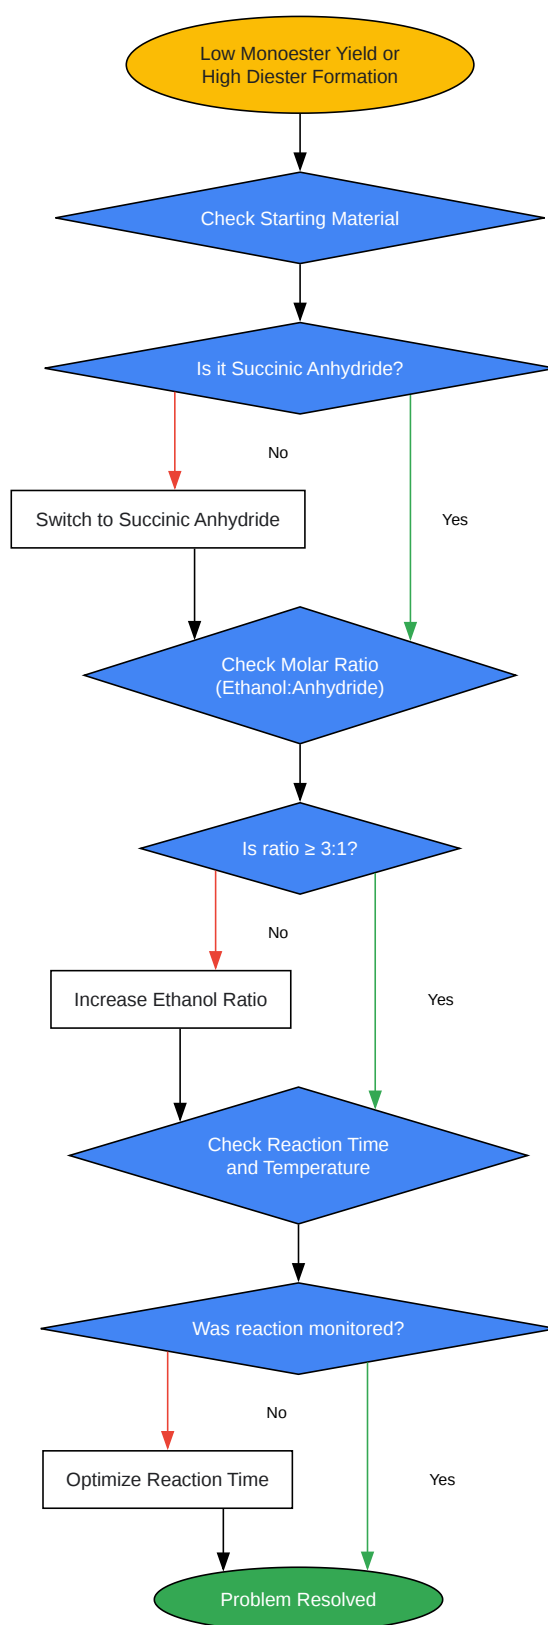 Low Monoester Yield or
High Diester Formation
Check Starting Material
Is it Succinic Anhydride?
No
Switch to Succinic Anhydride
Yes
Check Molar Ratio
(Ethanol:Anhydride)
Is ratio ≥ 3:1?
No
Increase Ethanol Ratio
Yes
Check Reaction Time
and Temperature
Was reaction monitored?
No
Optimize Reaction Time
Yes
Problem Resolved